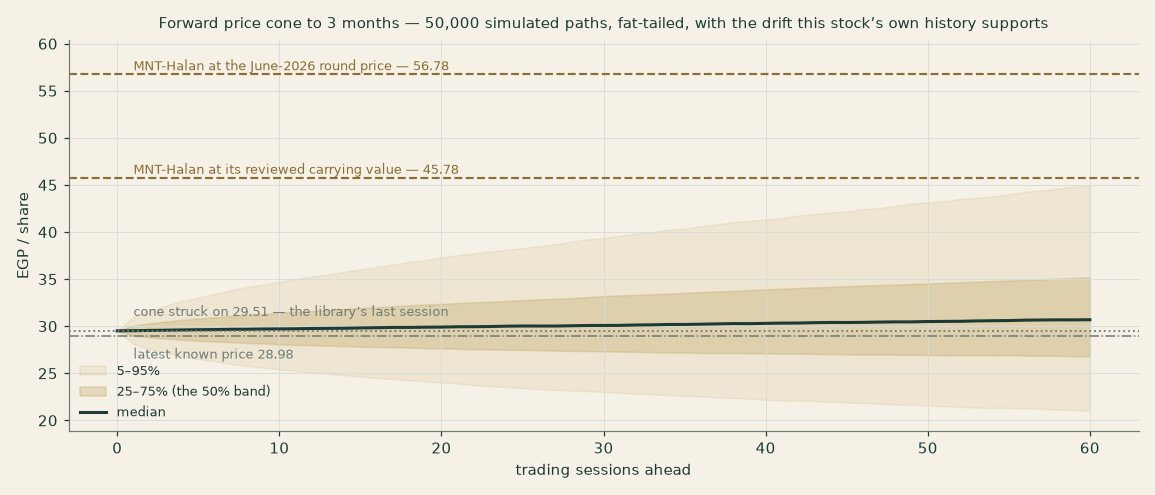 Forward price cone to 3 months — 50,000 simulated paths, fat-tailed, with the drift this stock’s own history supports
EGP / share
60
55
50
45
40
35
30
25
20
MNT-Halan at the June-2026 round price — 56.78
MNT-Halan at its reviewed carrying value — 45.78
cone struck on 29.51 — the library’s last session
latest known price 28.98
5–95%
25–75% (the 50% band)
median
0
10
20
30
40
50
60
trading sessions ahead